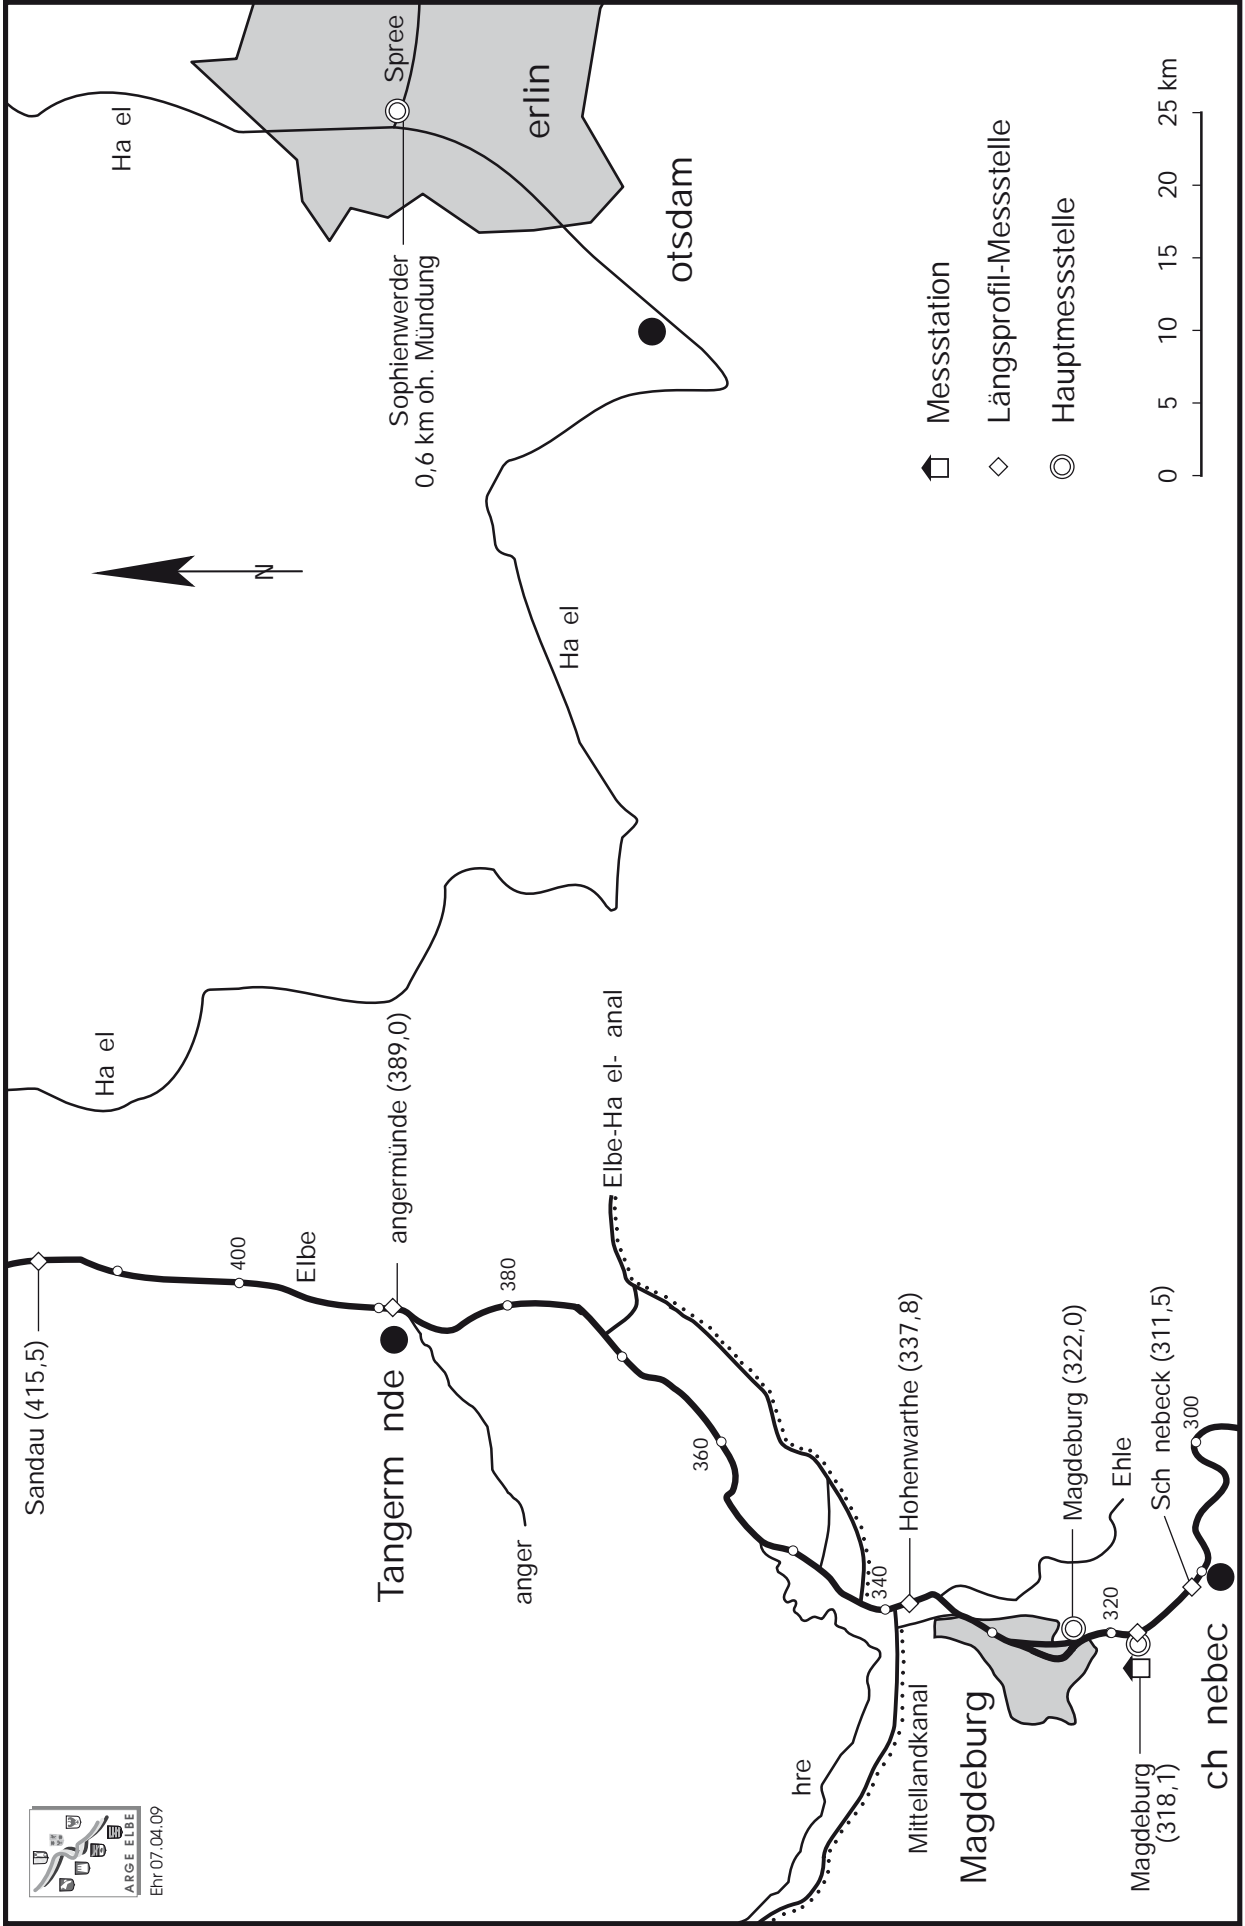 Sandau (415,5)
Ha el
Ha el
Spree
400
Elbe
Tangerm nde
angermünde (389,0)
N
Sophienwerder
0,6 km oh. Mündung
erlin
380
anger
Elbe-Ha el- anal
Ha el
otsdam
360
hre
340
Mittellandkanal
Hohenwarthe (337,8)
Magdeburg
Magdeburg (322,0)
Ehle
320
Magdeburg
(318,1)
Sch nebeck (311,5)
300
ch nebec
Messstation
Längsprofil-Messstelle
Hauptmessstelle
0 5 10 15 20 25 km
ARGE ELBE
Ehr 07.04.09